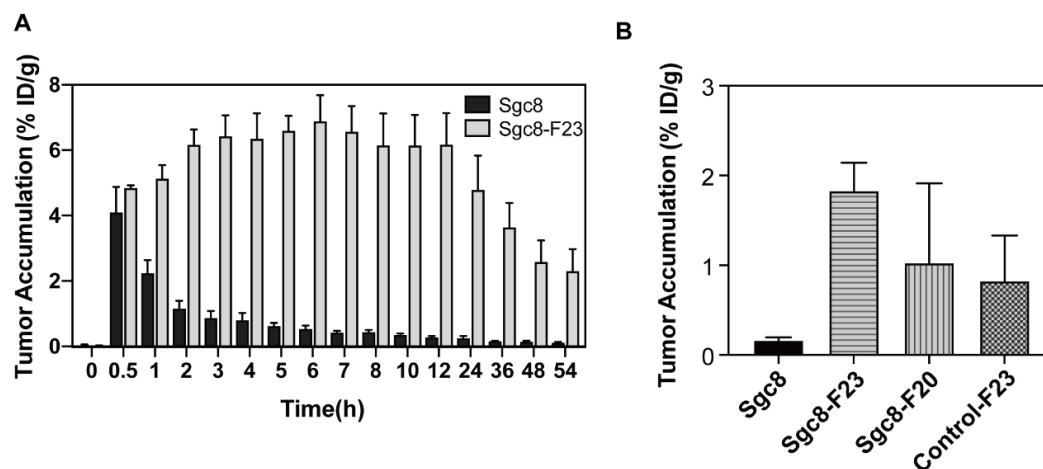 A
Tumor Accumulation (% ID/g)
8
6
4
2
0
Sgc8
Sgc8-F23
0 0.5 1 2 3 4 5 6 7 8 10 12 24 36 48 54
Time(h)
B
Tumor Accumulation (% ID/g)
3
2
1
0
Sgc8
Sgc8-F23
Sgc8-F20
Control-F23